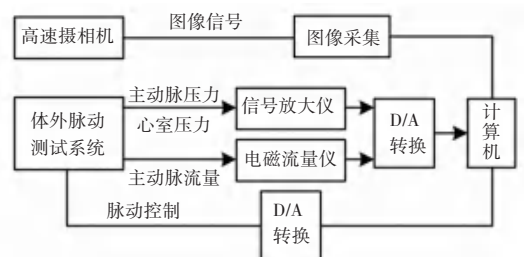 图像信号
高速摄相机
图像采集
主动脉压力
信号放大仪
体外脉动
测试系统
心室压力
D/A
转换
计
算
机
电磁流量仪
主动脉流量
脉动控制
D/A
转换